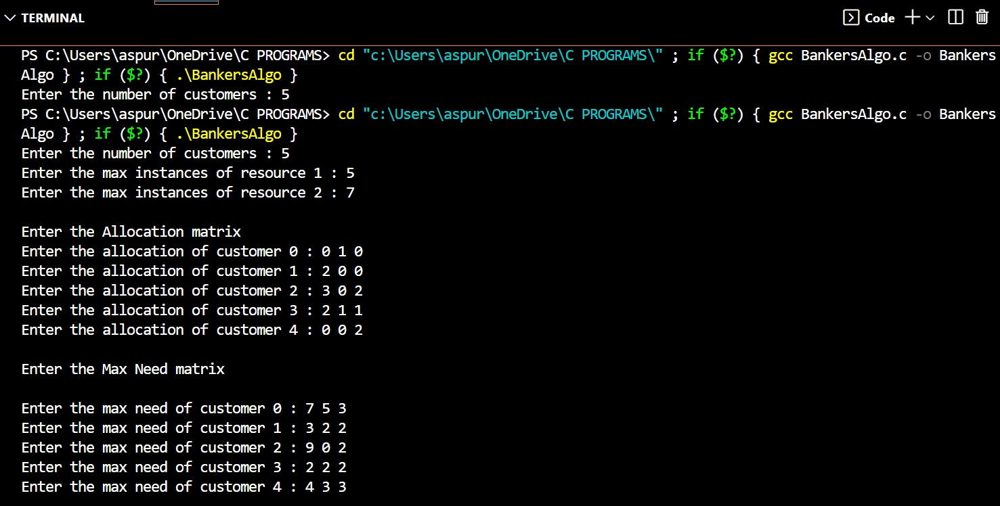 TERMINAL
Code
PS C:\Users\aspur\OneDrive\C PROGRAMS> cd "c:\Users\aspur\OneDrive\C PROGRAMS\" ; if ($?) { gcc BankersAlgo.c -o Bankers
Algo } ; if ($?) { .\BankersAlgo }
Enter the number of customers : 5
PS C:\Users\aspur\OneDrive\C PROGRAMS> cd "c:\Users\aspur\OneDrive\C PROGRAMS\" ; if ($?) { gcc BankersAlgo.c -o Bankers
Algo } ; if ($?) { .\BankersAlgo }
Enter the number of customers : 5
Enter the max instances of resource 1 : 5
Enter the max instances of resource 2 : 7
Enter the Allocation matrix
Enter the allocation of customer 0 : 0 1 0
Enter the allocation of customer 1 : 2 0 0
Enter the allocation of customer 2 : 3 0 2
Enter the allocation of customer 3 : 2 1 1
Enter the allocation of customer 4 : 0 0 2
Enter the Max Need matrix
Enter the max need of customer 0 : 7 5 3
Enter the max need of customer 1 : 3 2 2
Enter the max need of customer 2 : 9 0 2
Enter the max need of customer 3 : 2 2 2
Enter the max need of customer 4 : 4 3 3